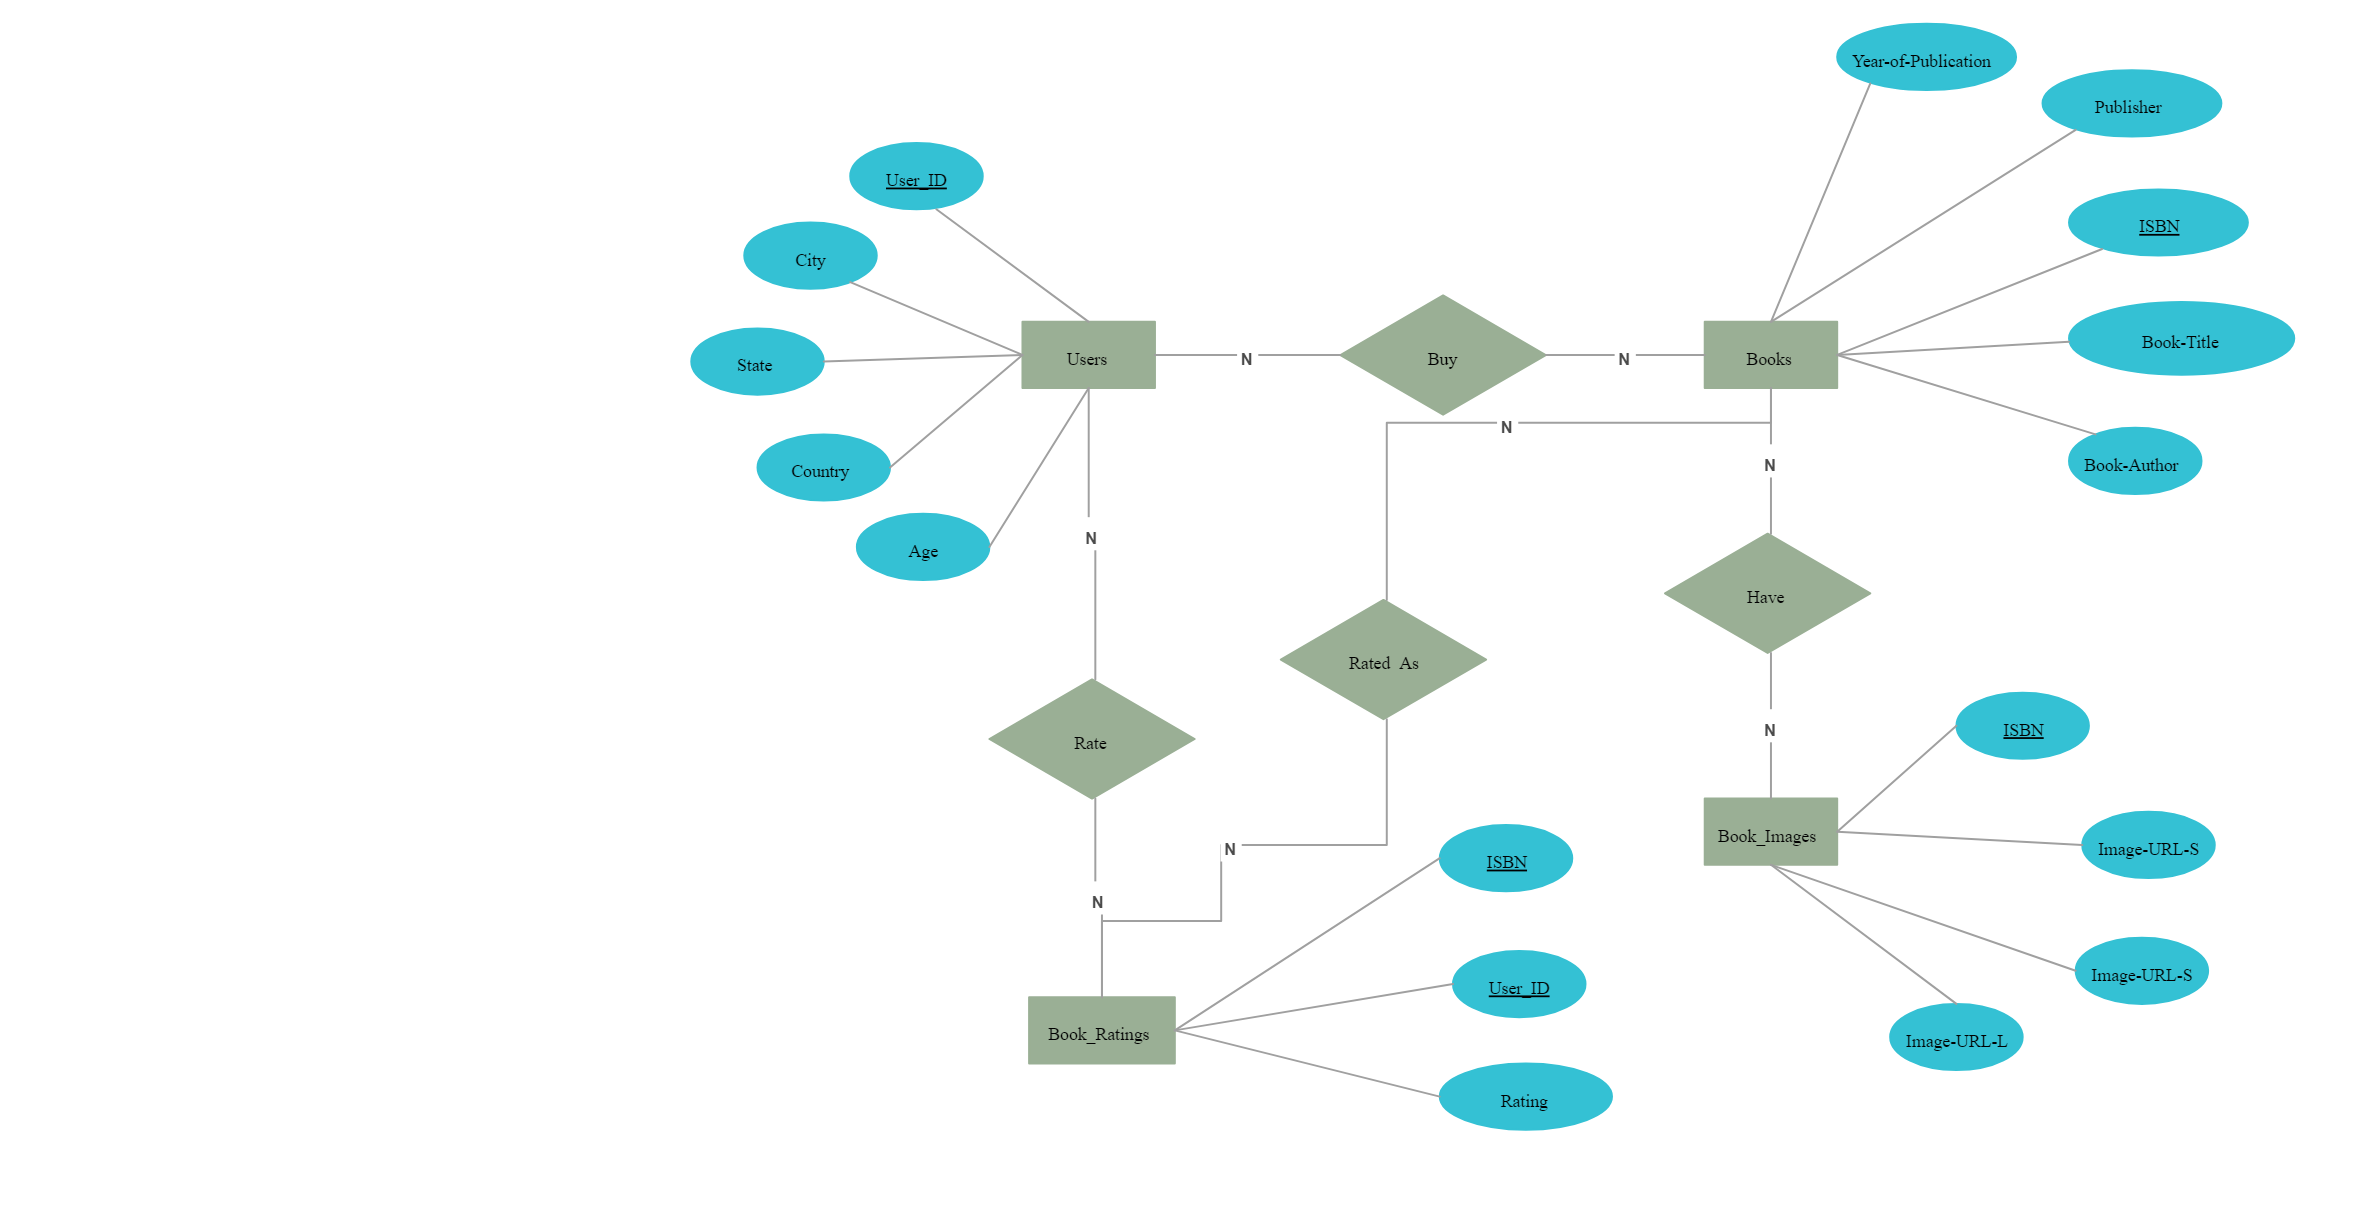 Year-of-Publication
Publisher
User_ID
ISBN
City
Book-Title
Users
N
Buy
N
Books
State
N
N
Book-Author
Country
N
Age
Have
Rated As
N
ISBN
Rate
Book_Images
Image-URL-S
N
ISBN
N
Image-URL-S
User_ID
Book_Ratings
Image-URL-L
Rating